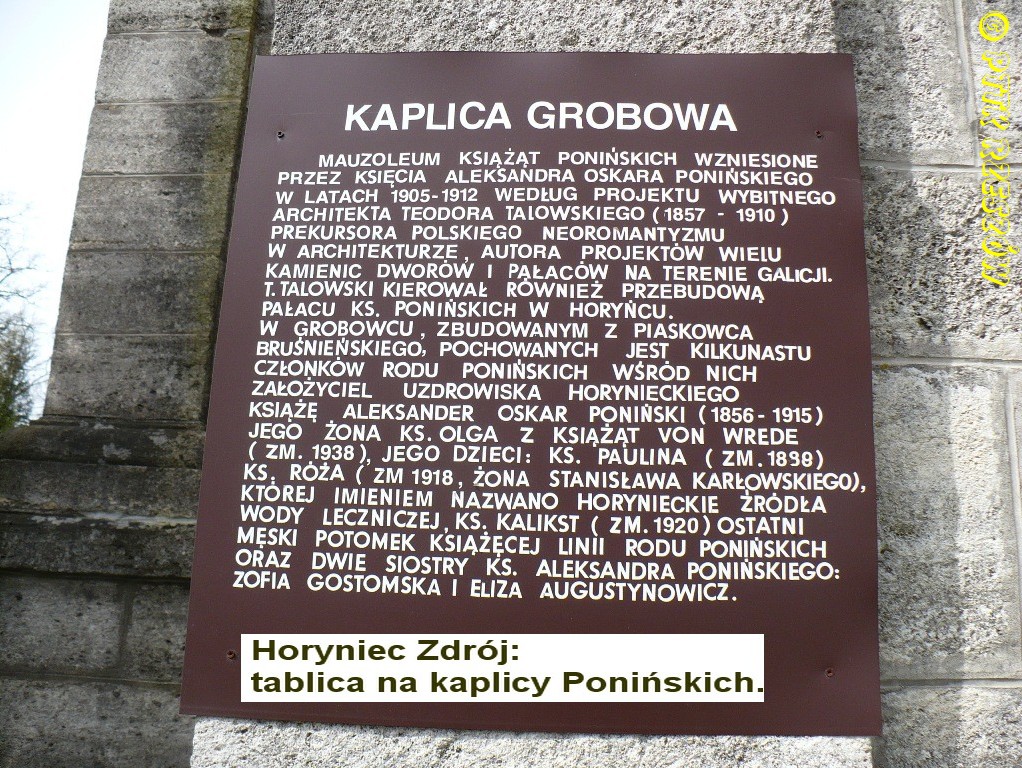 KAPLICA GROBOWA
MAUZOLEUM KSIĄŻĄT PONIŃSKICH WZNIESIONE
PRZEZ KSIĘCIA ALEKSANDRA OSKARA PONIŃSKIEGO
W LATACH 1905-1912 WEDŁUG PROJEKTU WYBITNEGO
ARCHITEKTA TEODORA TALOWSKIEGO (1857 - 1910)
PREKURSORA POLSKIEGO NEOROMANTYZMU
W ARCHITEKTURZE, AUTORA PROJEKTÓW WIELU
KAMIENIC DWORÓW I PAŁACÓW NA TERENIE GALICJI.
T. TALOWSKI KIEROWAŁ RÓWNIEŻ PRZEBUDOWĄ
PAŁACU KS. PONIŃSKICH W HORYŃCU.
W GROBOWCU, ZBUDOWANYM Z PIASKOWCA
BRUŚNIEŃSKIEGO, POCHOWANYCH JEST KILKUNASTU
CZŁONKÓW RODU PONIŃSKICH WŚRÓD NICH
ZAŁOŻYCIEL UZDROWISKA HORYNIECKIEGO
KSIĄŻĘ ALEKSANDER OSKAR PONIŃSKI (1856 - 1915)
JEGO ŻONA KS. OLGA Z KSIĄŻĄT VON WREDE
(ZM. 1938), JEGO DZIECI: KS. PAULINA (ZM. 1898)
KS. RÓŻA (ZM 1918, ŻONA STANISŁAWA KARŁOWSKIEGO),
KTÓREJ IMIENIEM NAZWANO HORYNIECKIE ŹRÓDŁA
WODY LECZNICZEJ, KS. KALIKST (ZM. 1920) OSTATNI
MĘSKI POTOMEK KSIĄŻĘCEJ LINII RODU PONIŃSKICH
ORAZ DWIE SIOSTRY KS. ALEKSANDRA PONIŃSKIEGO:
ZOFIA GOSTOMSKA I ELIZA AUGUSTYNOWICZ.
Horyniec Zdrój:
tablica na kaplicy Ponińskich.
© PTTR RZESZÓW